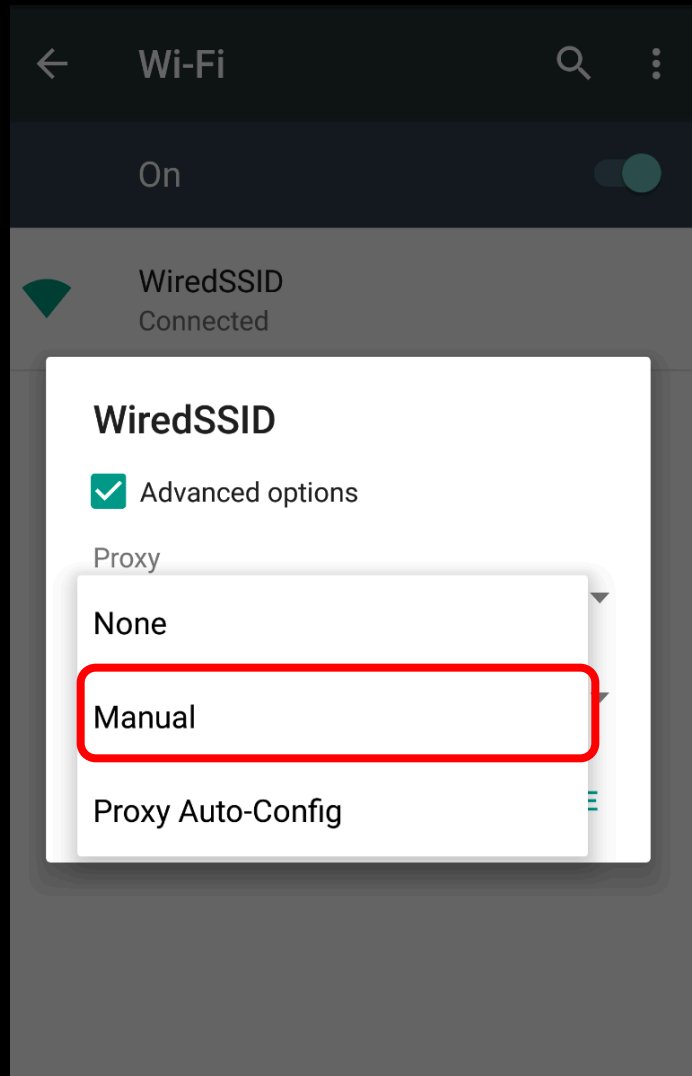 Wi-Fi
On
WiredSSID
Connected
WiredSSID
Advanced options
Proxy
None
Manual
Proxy Auto-Config